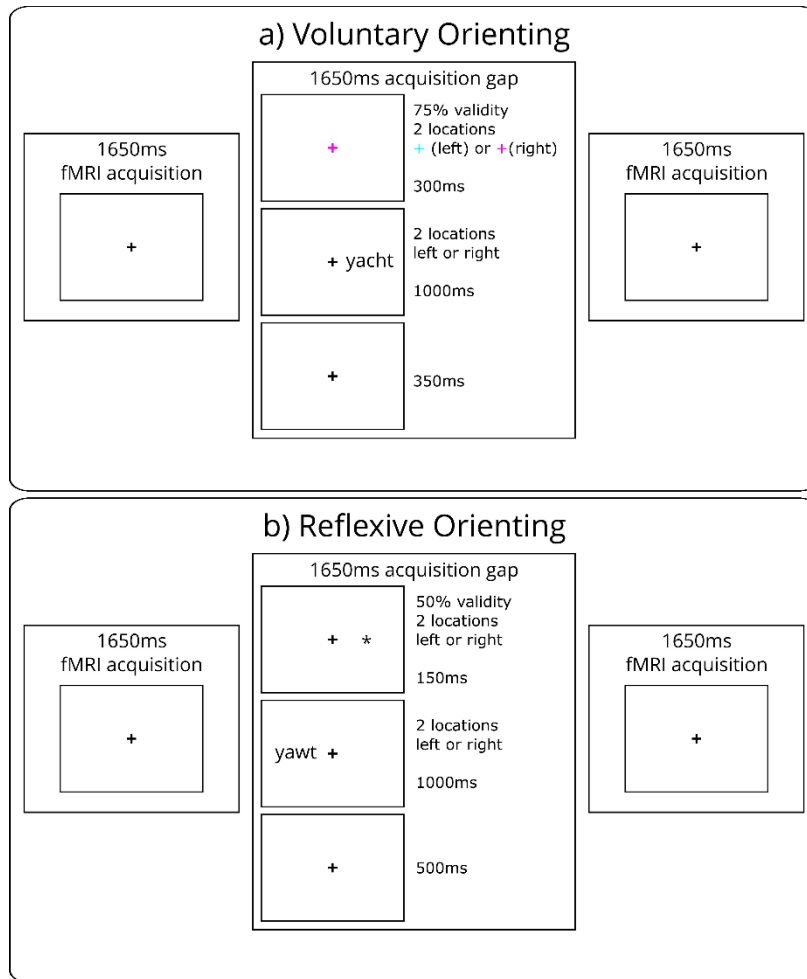 a) Voluntary Orienting
1650ms
fMRI acquisition
+
1650ms acquisition gap
+
75% validity
2 locations
+ (left) or +(right)
300ms
+ yacht
2 locations
left or right
1000ms
+
350ms
1650ms
fMRI acquisition
+
b) Reflexive Orienting
1650ms
fMRI acquisition
+
1650ms acquisition gap
+ *
50% validity
2 locations
left or right
150ms
yawt +
2 locations
left or right
1000ms
+
500ms
1650ms
fMRI acquisition
+